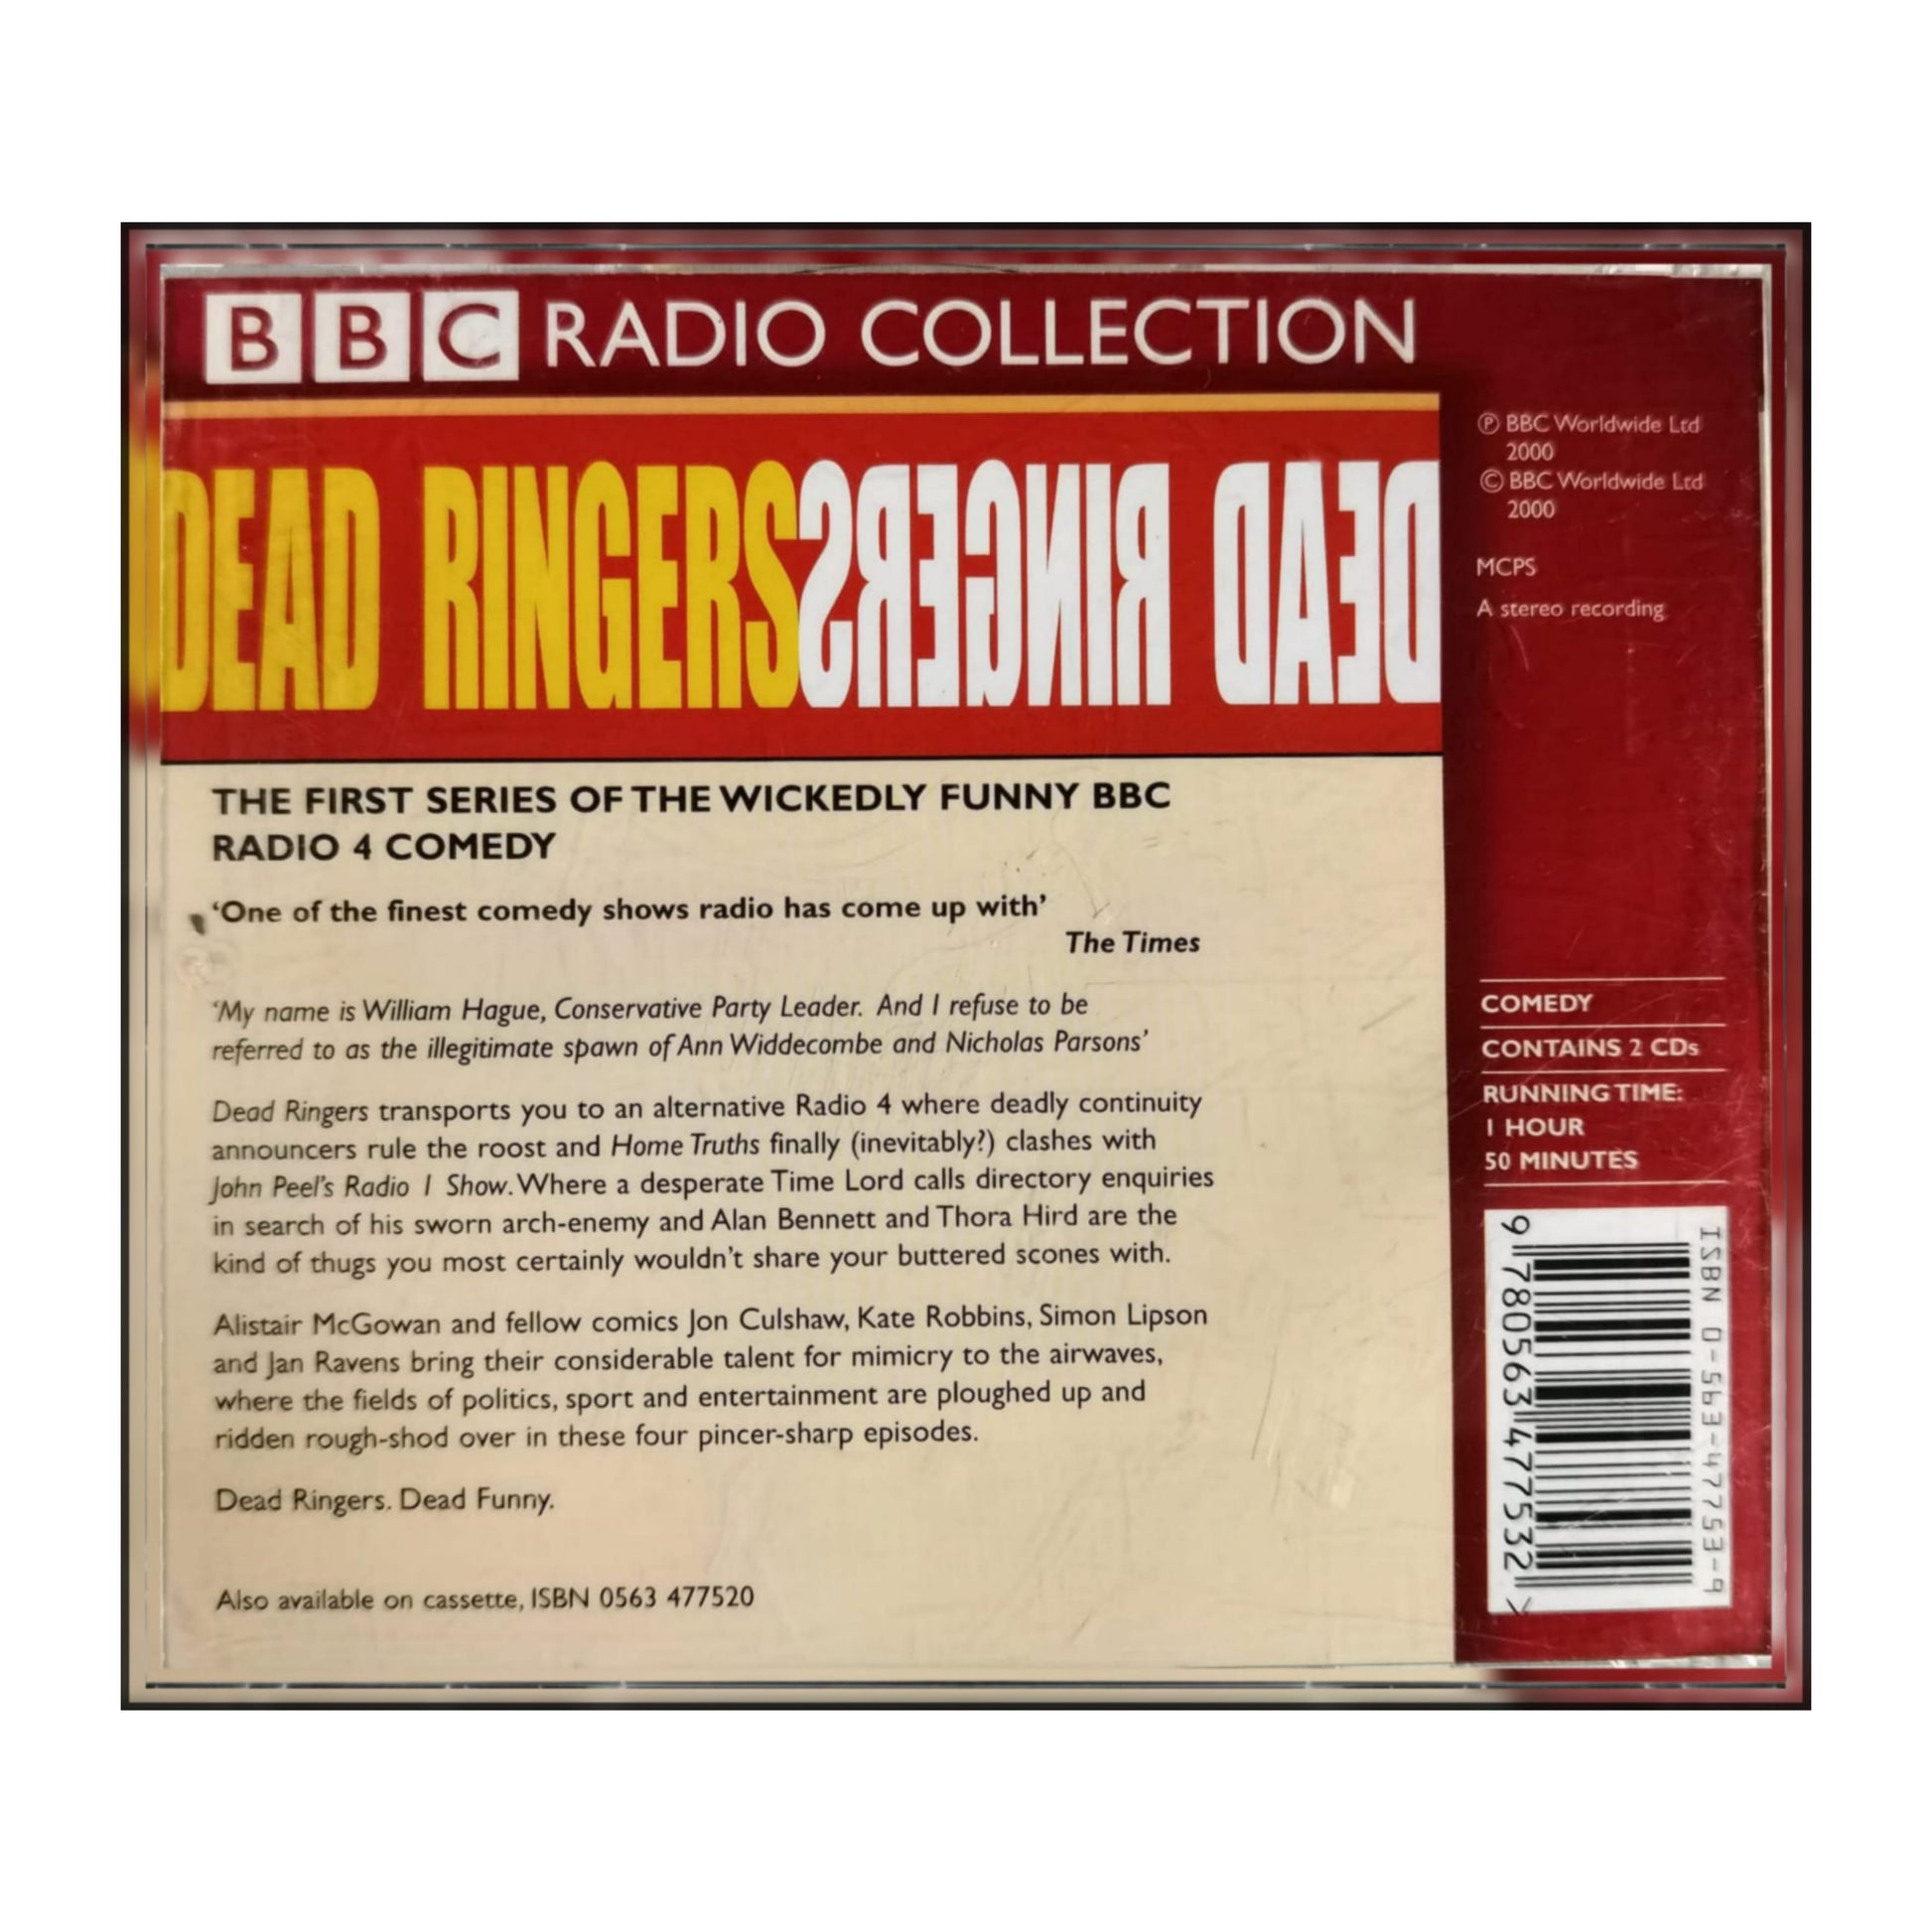 BBC RADIO COLLECTION
DEAD RINGERS DEAD RINGERS
THE FIRST SERIES OF THE WICKEDLY FUNNY BBC
RADIO 4 COMEDY
‘One of the finest comedy shows radio has come up with’
The Times
‘My name is William Hague, Conservative Party Leader. And I refuse to be
referred to as the illegitimate spawn of Ann Widdecombe and Nicholas Parsons’
Dead Ringers transports you to an alternative Radio 4 where deadly continuity
announcers rule the roost and Home Truths finally (inevitably?) clashes with
John Peel’s Radio 1 Show. Where a desperate Time Lord calls directory enquiries
in search of his sworn arch-enemy and Alan Bennett and Thora Hird are the
kind of thugs you most certainly wouldn’t share your buttered scones with.
Alistair McGowan and fellow comics Jon Culshaw, Kate Robbins, Simon Lipson
and Jan Ravens bring their considerable talent for mimicry to the airwaves,
where the fields of politics, sport and entertainment are ploughed up and
ridden rough-shod over in these four pincer-sharp episodes.
Dead Ringers. Dead Funny.
Also available on cassette, ISBN 0563 477520
℗ BBC Worldwide Ltd
2000
© BBC Worldwide Ltd
2000
MCPS
A stereo recording
COMEDY
CONTAINS 2 CDs
RUNNING TIME:
1 HOUR
50 MINUTES
ISBN 0-563-47753-9
9 780563 477532 >